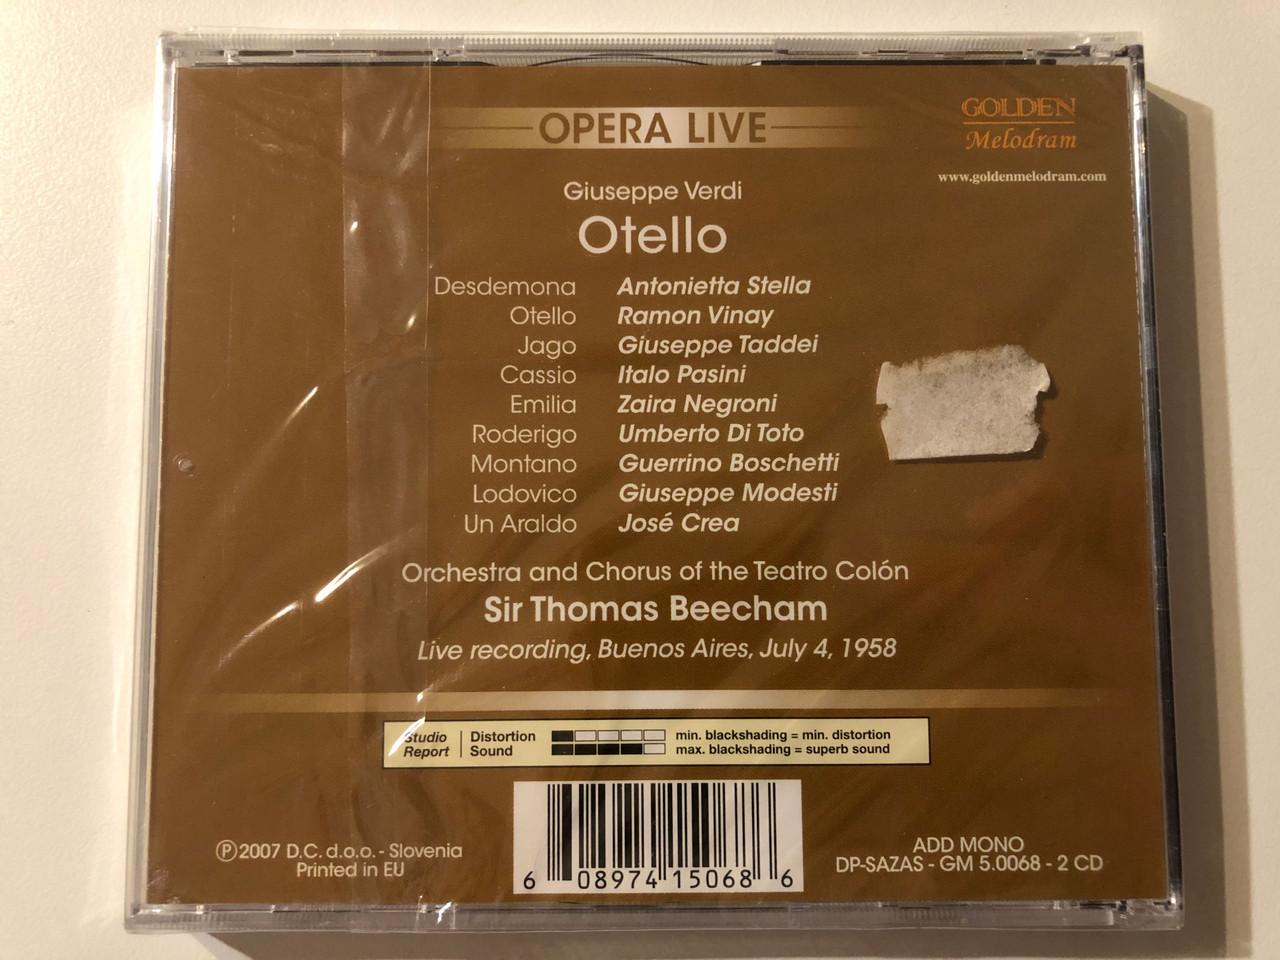 OPERA LIVE
GOLDEN
Melodram
www.goldenmelodram.com
Giuseppe Verdi
Otello
Desdemona Antonietta Stella
Otello Ramon Vinay
Jago Giuseppe Taddei
Cassio Italo Pasini
Emilia Zaira Negroni
Roderigo Umberto Di Toto
Montano Guerrino Boschetti
Lodovico Giuseppe Modesti
Un Araldo José Crea
Orchestra and Chorus of the Teatro Colón
Sir Thomas Beecham
Live recording, Buenos Aires, July 4, 1958
Studio Report
Distortion min. blackshading = min. distortion
Sound max. blackshading = superb sound
℗2007 D.C. d.o.o. - Slovenia
Printed in EU
6 08974 15068 6
ADD MONO
DP-SAZAS - GM 5.0068 - 2 CD